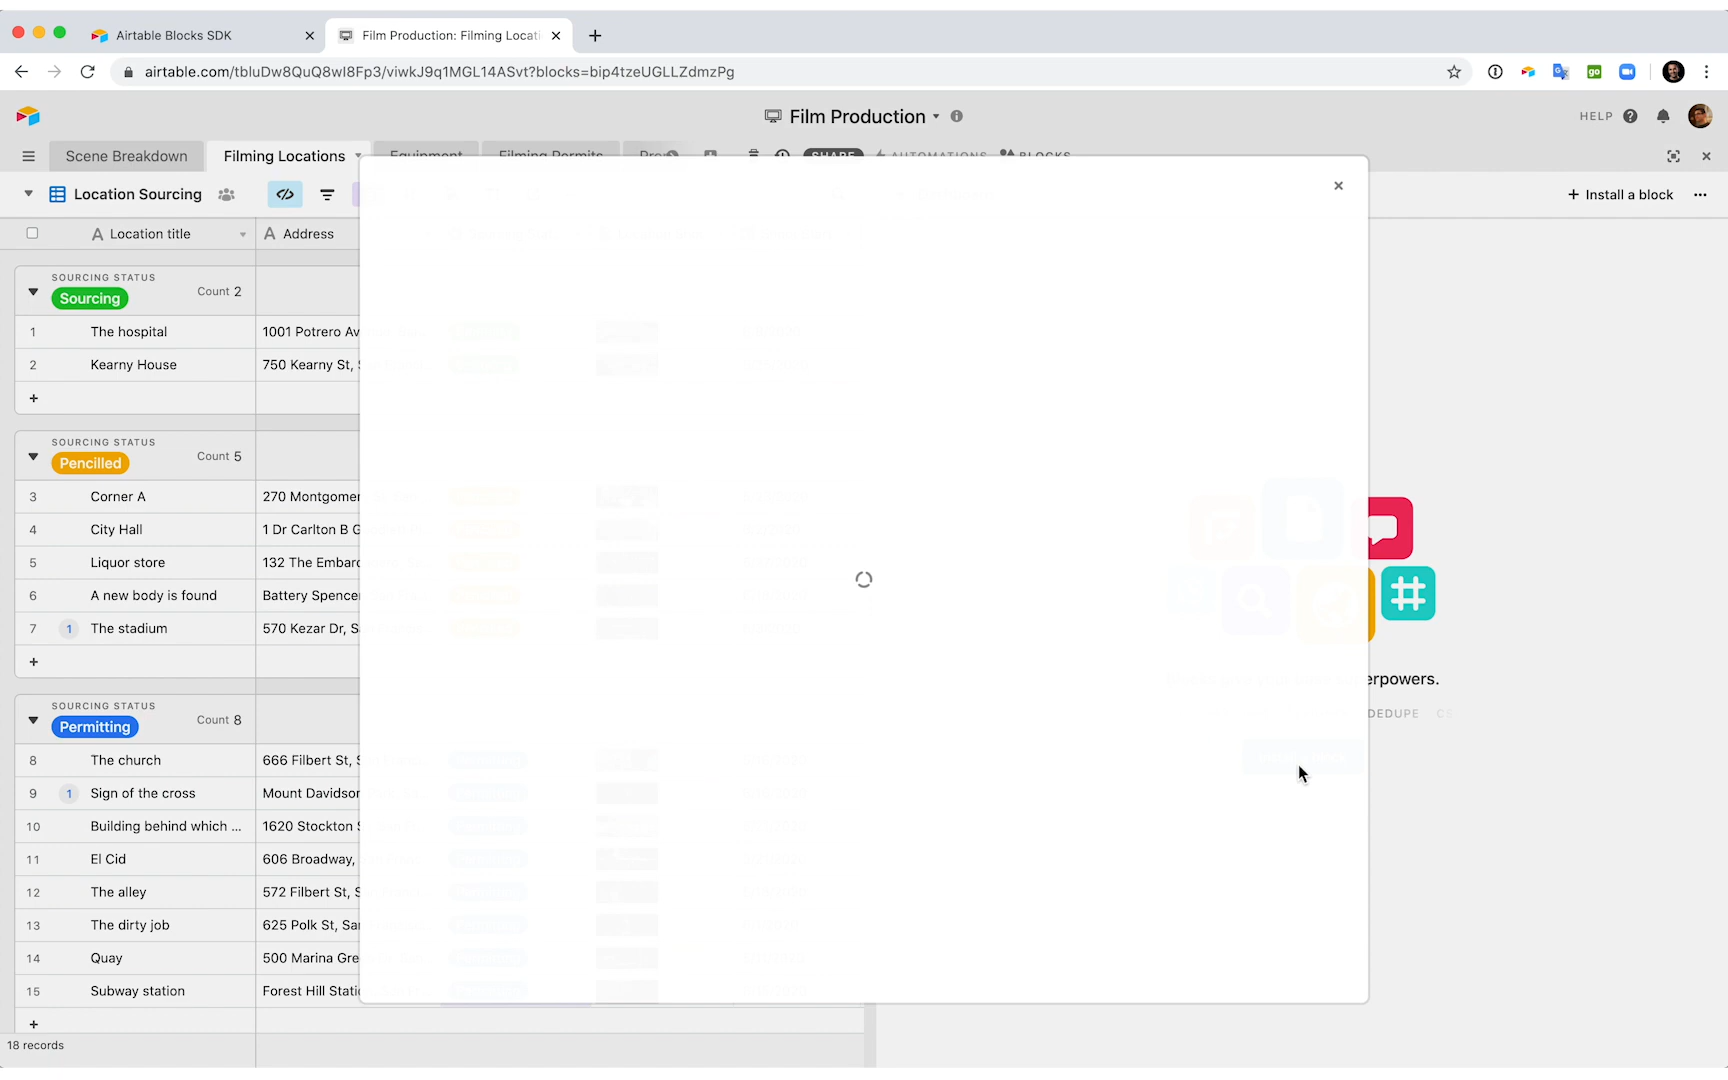 Airtable Blocks SDK
Film Production: Filming Locati
airtable.com/tbluDw8QuQ8wI8Fp3/viwkJ9q1MGL14ASvt?blocks=bip4tzeUGLLZdmzPg
Film Production
HELP
Scene Breakdown
Filming Locations
Equipment
Filming Permits
SHARE
AUTOMATIONS
BLOCKS
Location Sourcing
+ Install a block
Location title
Address
SOURCING STATUS
Sourcing
Count 2
1 The hospital 1001 Potrero Av
2 Kearny House 750 Kearny St,
+
SOURCING STATUS
Pencilled
Count 5
3 Corner A 270 Montgomer
4 City Hall 1 Dr Carlton B G
5 Liquor store 132 The Embarc
6 A new body is found Battery Spencer
7 1 The stadium 570 Kezar Dr, S
+
SOURCING STATUS
Permitting
Count 8
8 The church 666 Filbert St, S
9 1 Sign of the cross Mount Davidson
10 Building behind which ... 1620 Stockton S
11 El Cid 606 Broadway,
12 The alley 572 Filbert St, S
13 The dirty job 625 Polk St, Sa
14 Quay 500 Marina Gre
15 Subway station Forest Hill Stati
+
18 records
erpowers.
DEDUPE